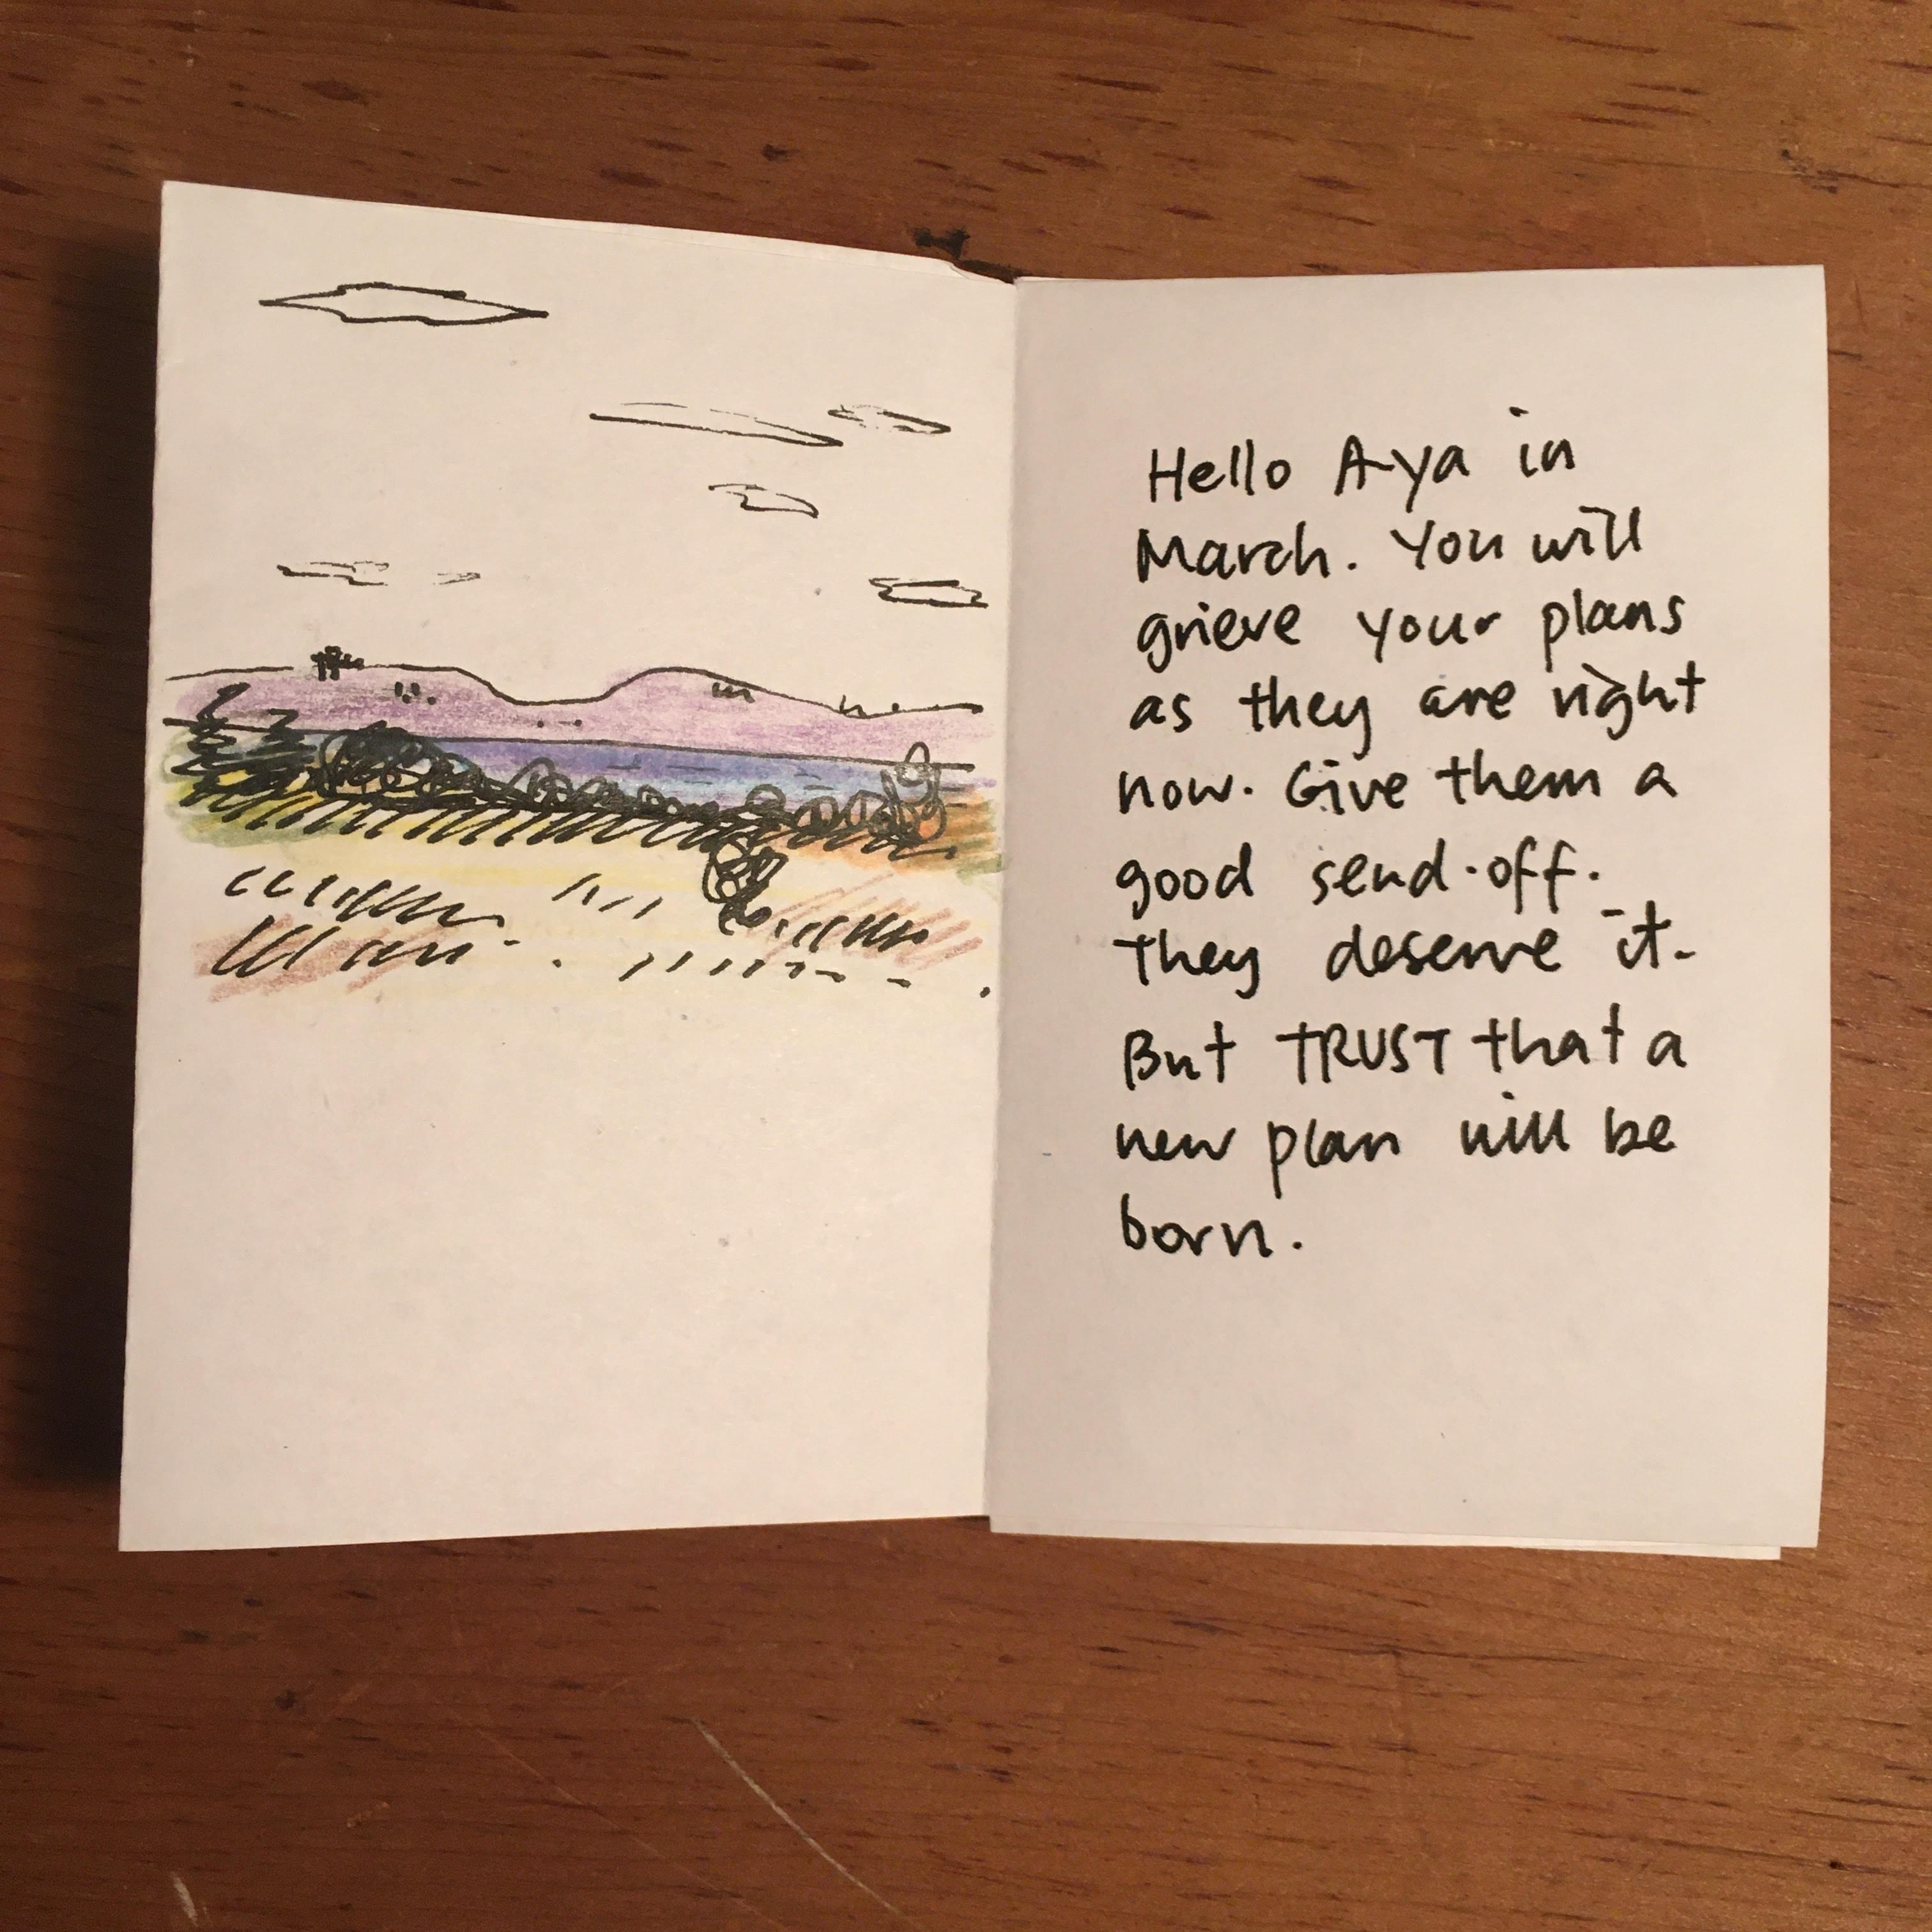 Hello A-ya in
March. You will
grieve your plans
as they are right
now. Give them a
good send-off.
They deserve it.
But TRUST that a
new plan will be
born.